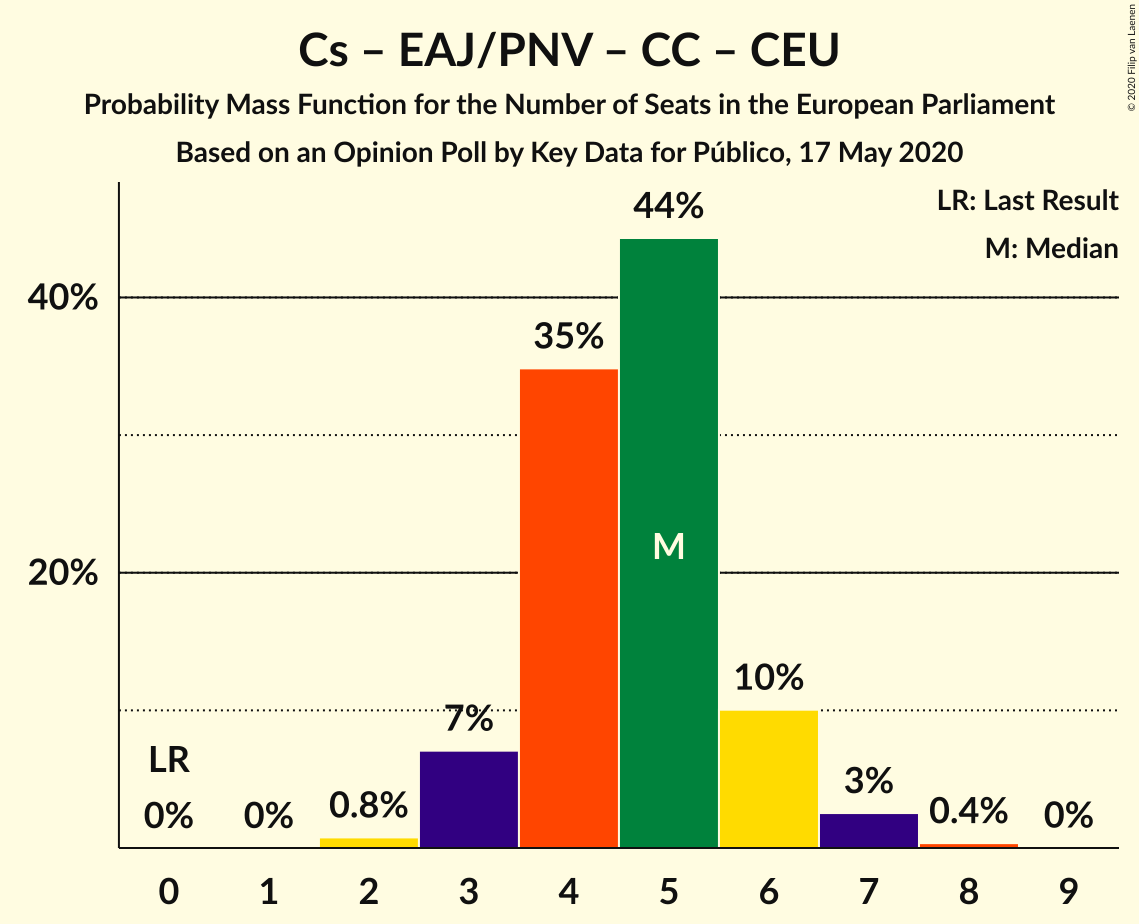 Cs – EAJ/PNV – CC – CEU
Probability Mass Function for the Number of Seats in the European Parliament
Based on an Opinion Poll by Key Data for Público, 17 May 2020
© 2020 Filip van Laenen
LR: Last Result
M: Median
44%
40%
35%
M
20%
10%
7%
LR
3%
0% 0% 0.8% 0.4% 0%
0 1 2 3 4 5 6 7 8 9